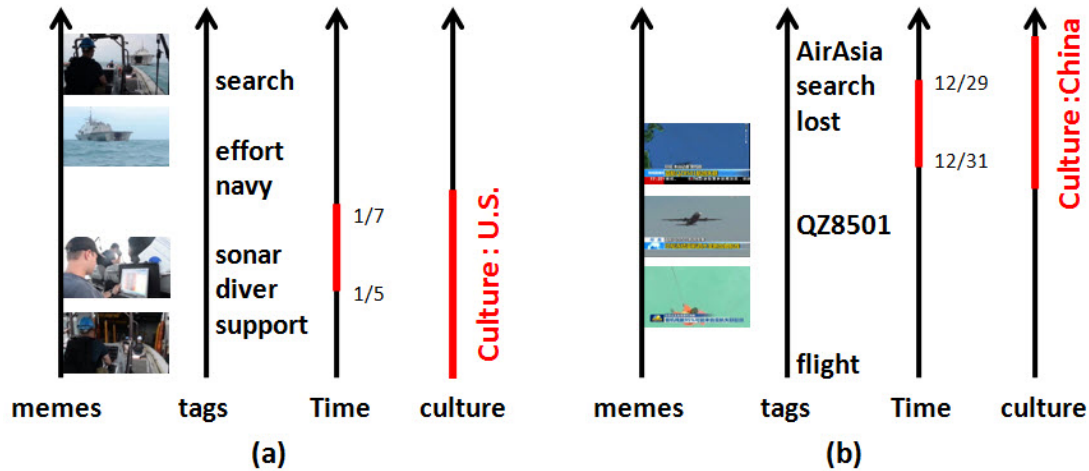 search
effort
navy
sonar
diver
support
1/7
1/5
Culture : U.S.
memes
tags
Time
culture
(a)
AirAsia
search
lost
QZ8501
flight
12/29
12/31
Culture :China
memes
tags
Time
culture
(b)